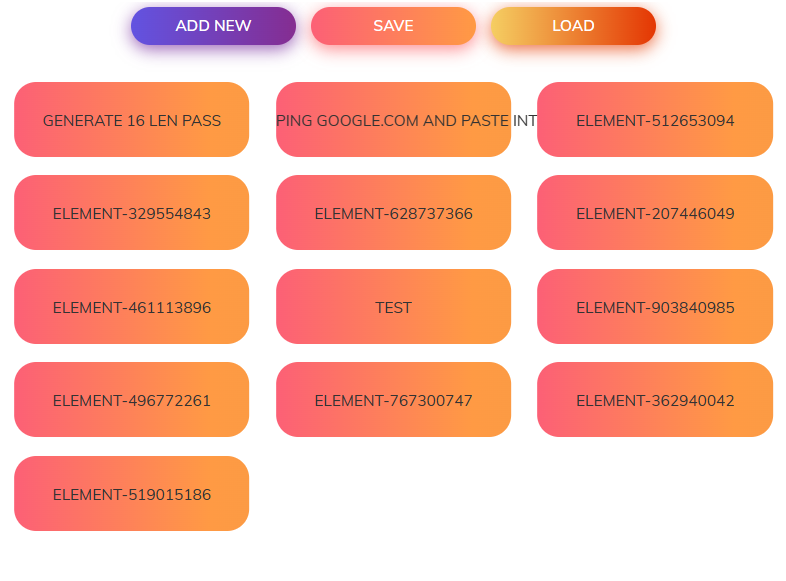 ADD NEW SAVE LOAD
GENERATE 16 LEN PASS PING GOOGLE.COM AND PASTE INT ELEMENT-512653094
ELEMENT-329554843 ELEMENT-628737366 ELEMENT-207446049
ELEMENT-461113896 TEST ELEMENT-903840985
ELEMENT-496772261 ELEMENT-767300747 ELEMENT-362940042
ELEMENT-519015186